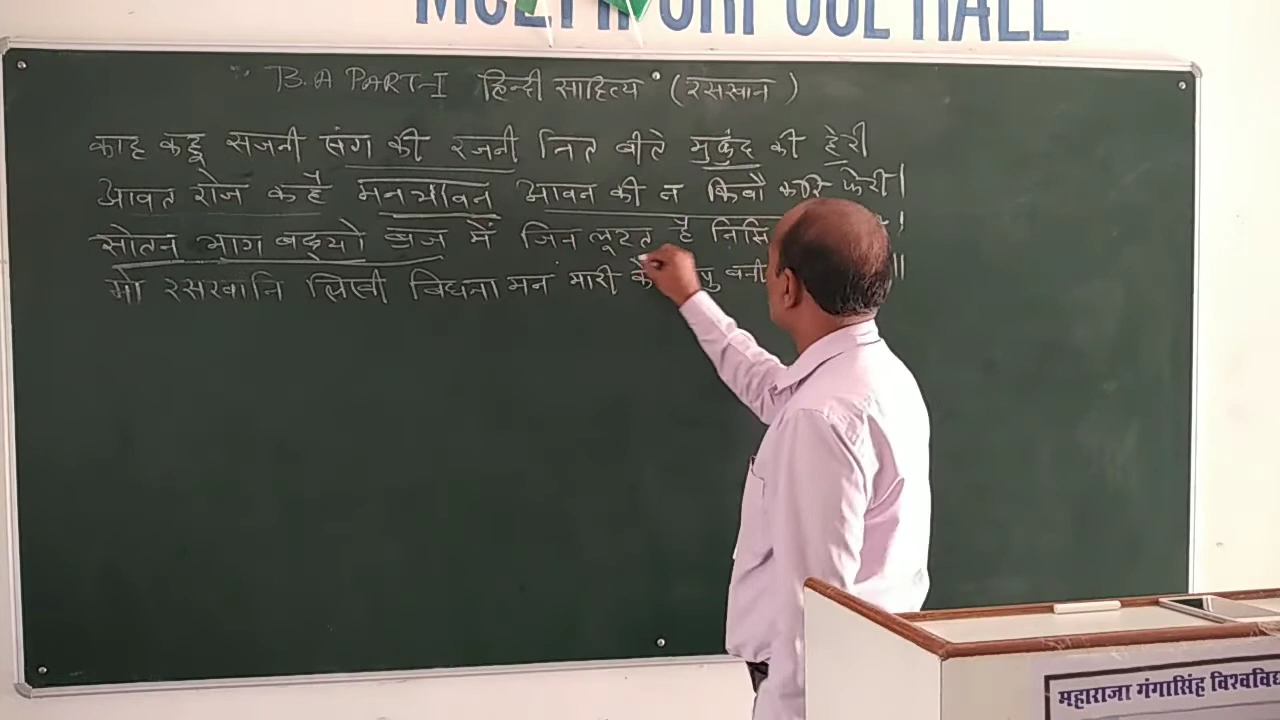 MULTIPURPOSE HALL
B.A PART-I हिन्दी साहित्य (रसखान)
काह कहू सजनी संग की रजनी नित बीते मुकुंद की हेरी
आवत रोज कहै मनभावन आवन की न किबौ करि फेरी।
सोतन भाग बढ्यो ब्रज में जिन लूटत है निसि
मो रसखानि लिखी विधना मन मारी के बनी ॥
महाराजा गंगासिंह विश्वविद्य